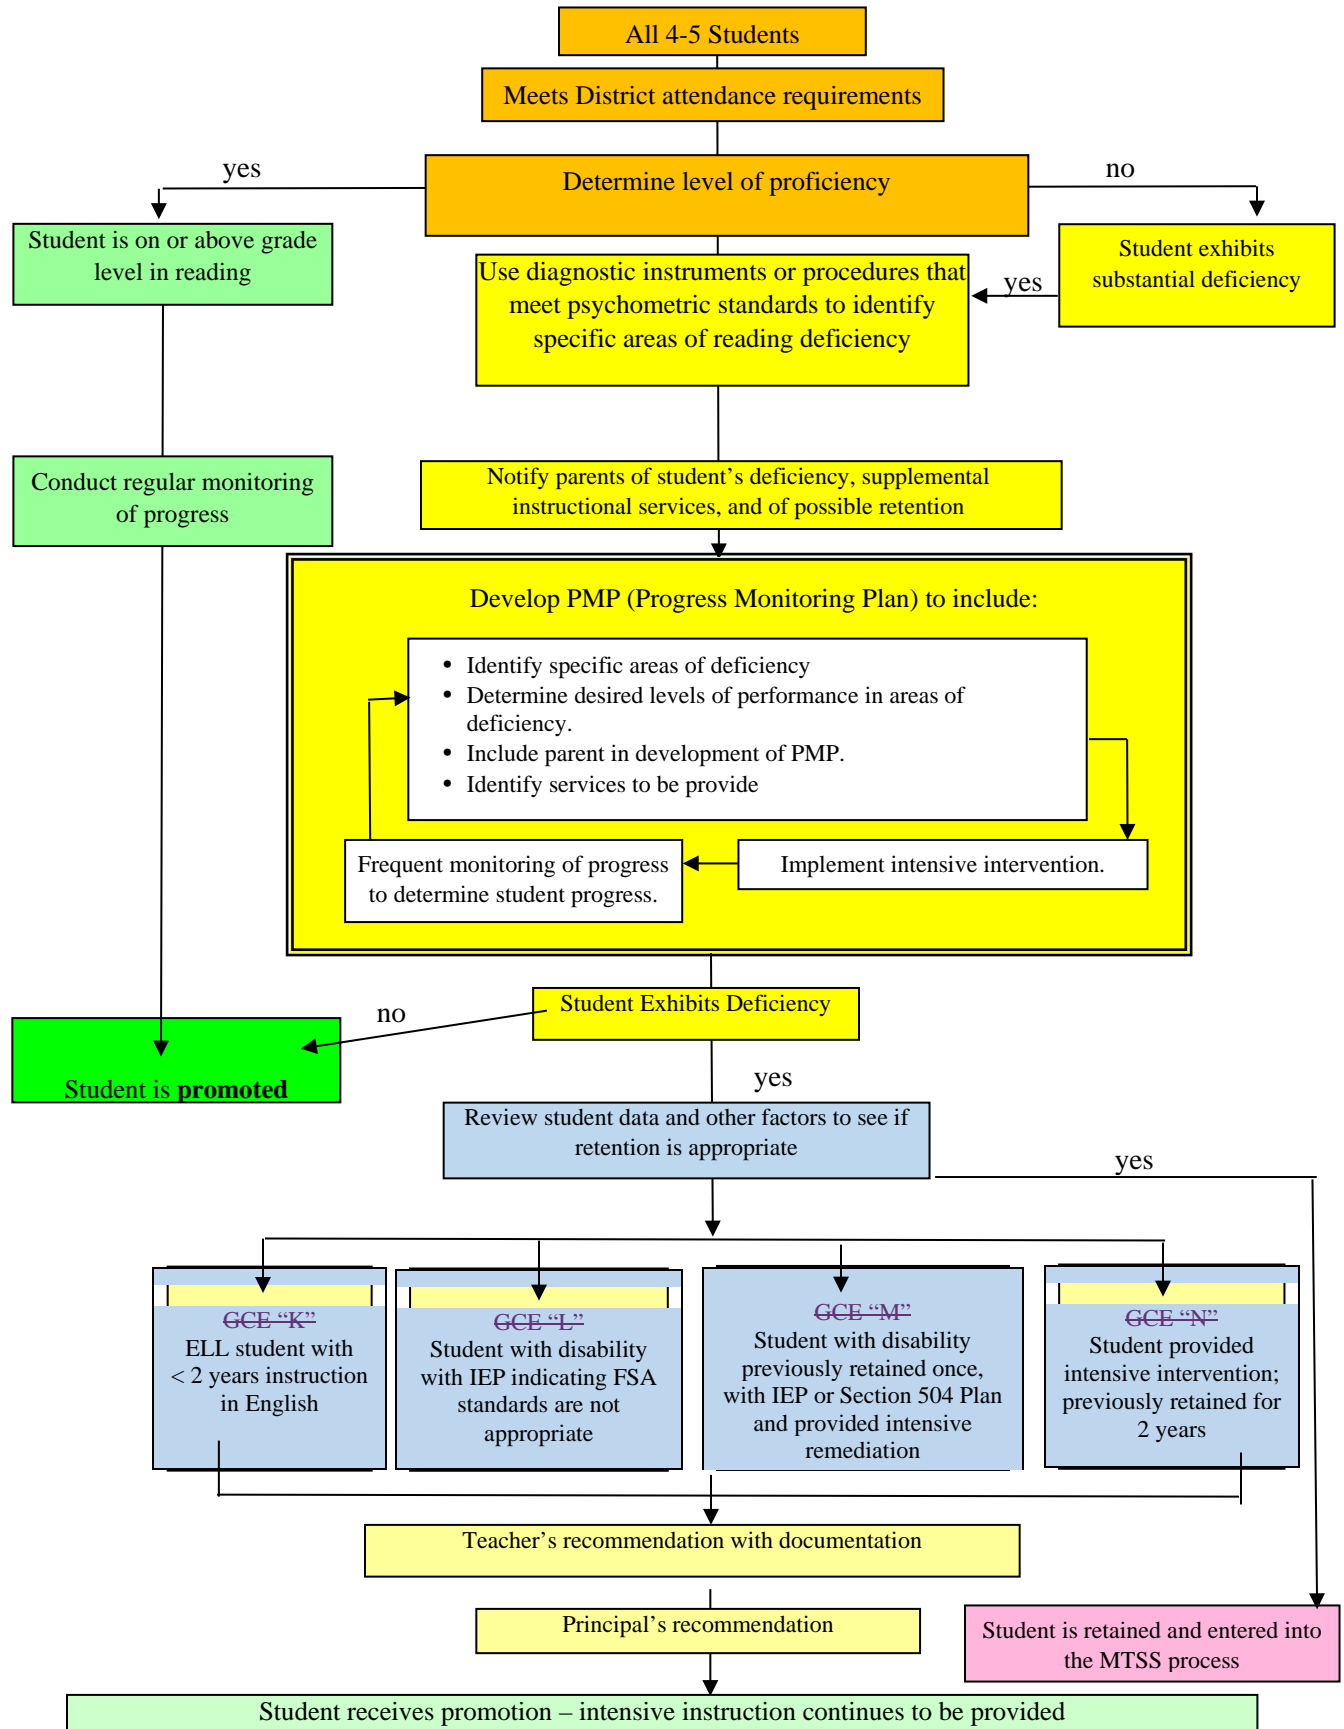 All 4-5 Students
Meets District attendance requirements
yes
Determine level of proficiency
no
Student is on or above grade
level in reading
Use diagnostic instruments or procedures that
meet psychometric standards to identify
specific areas of reading deficiency
yes
Student exhibits
substantial deficiency
Conduct regular monitoring
of progress
Notify parents of student’s deficiency, supplemental
instructional services, and of possible retention
Develop PMP (Progress Monitoring Plan) to include:
• Identify specific areas of deficiency
• Determine desired levels of performance in areas of
deficiency.
• Include parent in development of PMP.
• Identify services to be provide
Frequent monitoring of progress
to determine student progress.
Implement intensive intervention.
Student Exhibits Deficiency
no
Student is promoted
yes
Review student data and other factors to see if
retention is appropriate
yes
GCE “K”
ELL student with
< 2 years instruction
in English
GCE “L”
Student with disability
with IEP indicating FSA
standards are not
appropriate
GCE “M”
Student with disability
previously retained once,
with IEP or Section 504 Plan
and provided intensive
remediation
GCE “N”
Student provided
intensive intervention;
previously retained for
2 years
Teacher’s recommendation with documentation
Principal’s recommendation
Student is retained and entered into
the MTSS process
Student receives promotion – intensive instruction continues to be provided